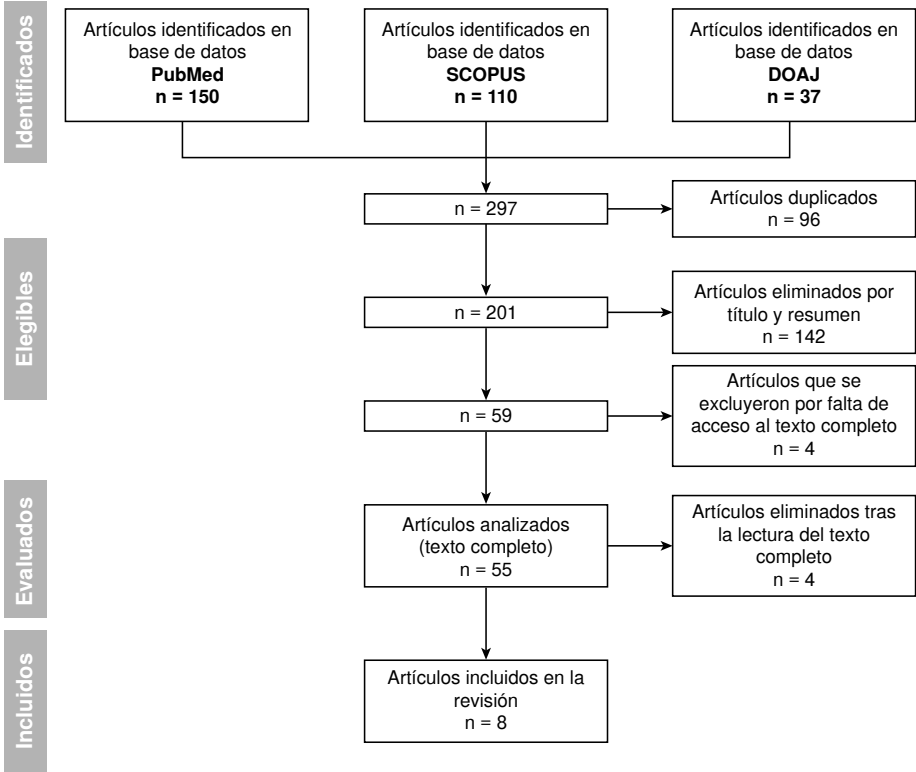 Identificados
Artículos identificados en
base de datos
PubMed
n = 150
Artículos identificados en
base de datos
SCOPUS
n = 110
Artículos identificados en
base de datos
DOAJ
n = 37
n = 297
Artículos duplicados
n = 96
Elegibles
n = 201
Artículos eliminados por
título y resumen
n = 142
n = 59
Artículos que se
excluyeron por falta de
acceso al texto completo
n = 4
Evaluados
Artículos analizados
(texto completo)
n = 55
Artículos eliminados tras
la lectura del texto
completo
n = 4
Incluidos
Artículos incluidos en la
revisión
n = 8